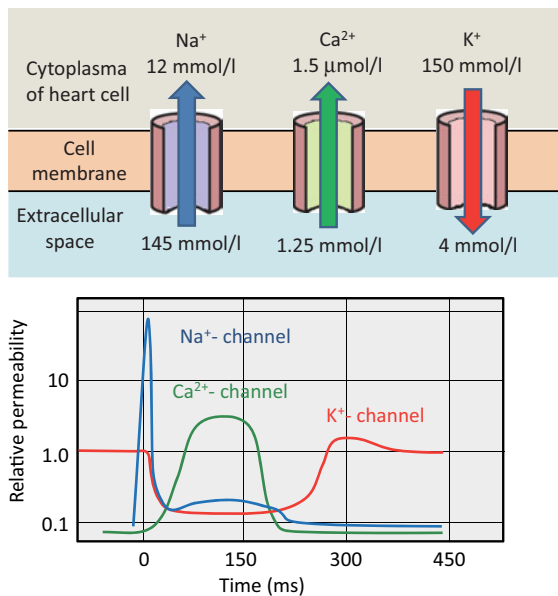 Na⁺ Ca²⁺ K⁺
Cytoplasma 12 mmol/l 1.5 µmol/l 150 mmol/l
of heart cell
Cell
membrane
Extracellular
space 145 mmol/l 1.25 mmol/l 4 mmol/l
Na⁺- channel
10
Ca²⁺- channel
K⁺- channel
1.0
0.1
Relative permeability
0 150 300 450
Time (ms)